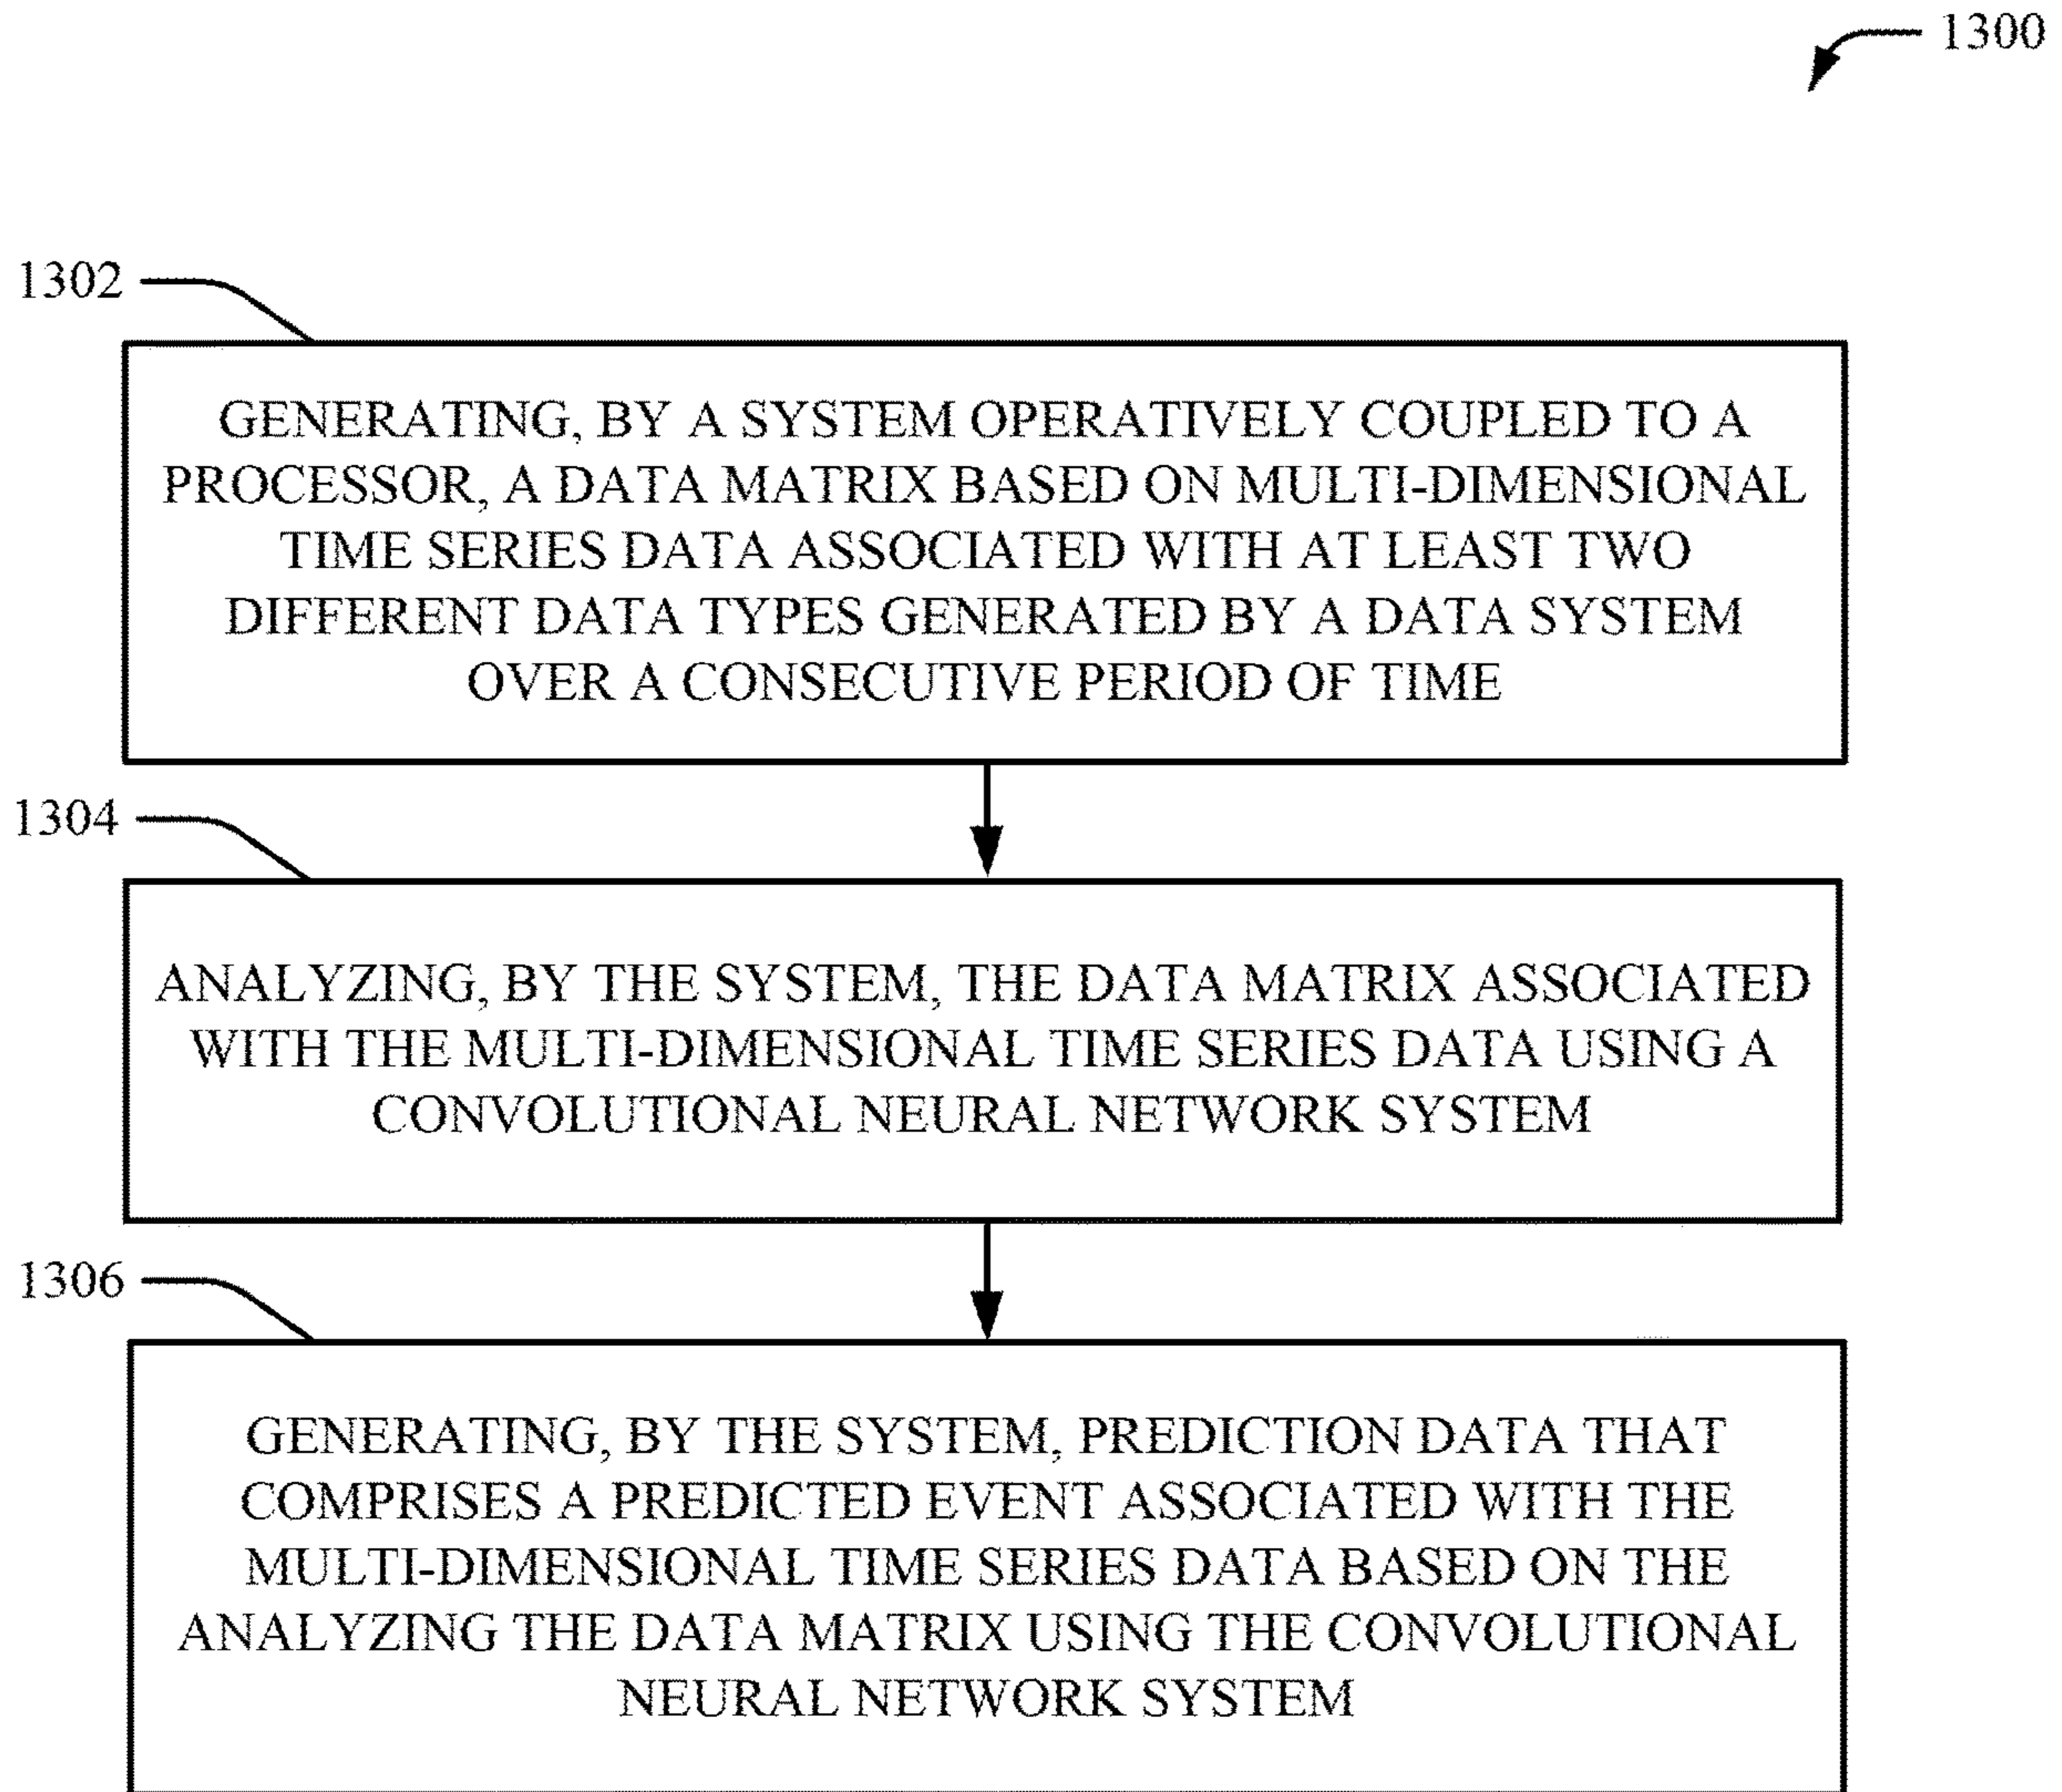 1300
1302
GENERATING, BY A SYSTEM OPERATIVELY COUPLED TO A
PROCESSOR, A DATA MATRIX BASED ON MULTI-DIMENSIONAL
TIME SERIES DATA ASSOCIATED WITH AT LEAST TWO
DIFFERENT DATA TYPES GENERATED BY A DATA SYSTEM
OVER A CONSECUTIVE PERIOD OF TIME
1304
ANALYZING, BY THE SYSTEM, THE DATA MATRIX ASSOCIATED
WITH THE MULTI-DIMENSIONAL TIME SERIES DATA USING A
CONVOLUTIONAL NEURAL NETWORK SYSTEM
1306
GENERATING, BY THE SYSTEM, PREDICTION DATA THAT
COMPRISES A PREDICTED EVENT ASSOCIATED WITH THE
MULTI-DIMENSIONAL TIME SERIES DATA BASED ON THE
ANALYZING THE DATA MATRIX USING THE CONVOLUTIONAL
NEURAL NETWORK SYSTEM